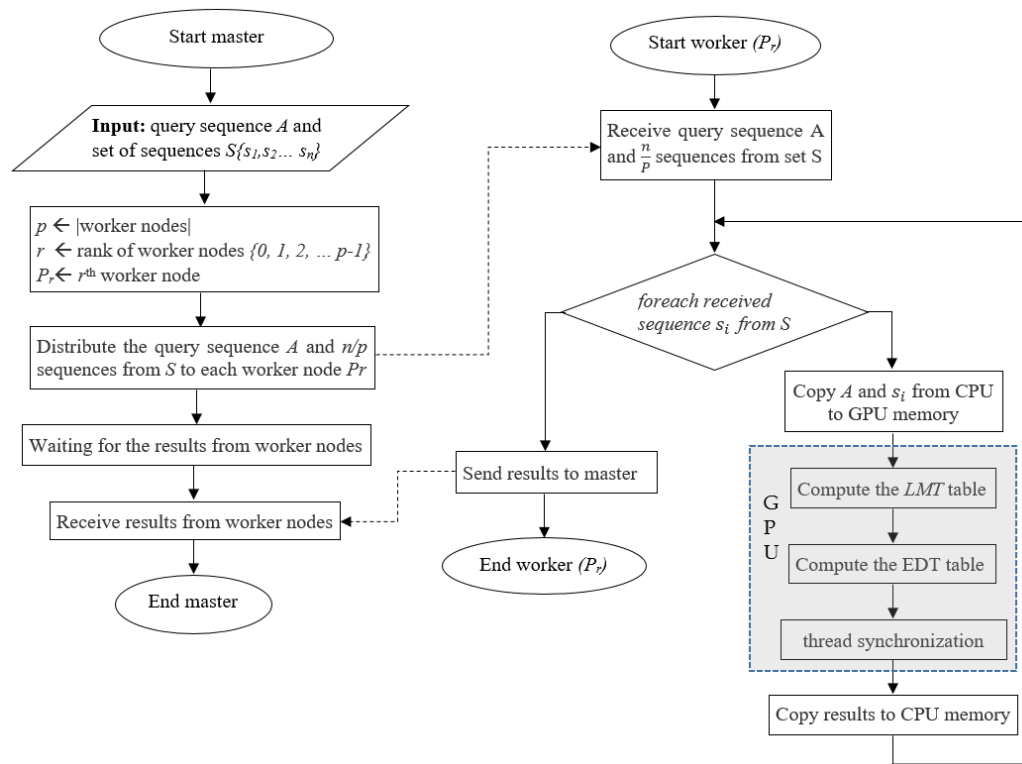 Start master
Input: query sequence A and
set of sequences S{s₁,s₂... sₙ}
p ← |worker nodes|
r ← rank of worker nodes {0, 1, 2, ... p-1}
Pᵣ ← rᵗʰ worker node
Distribute the query sequence A and n/p
sequences from S to each worker node Pr
Waiting for the results from worker nodes
Receive results from worker nodes
End master
Start worker (Pᵣ)
Receive query sequence A
and n/P sequences from set S
foreach received
sequence sᵢ from S
Send results to master
End worker (Pᵣ)
Copy A and sᵢ from CPU
to GPU memory
G
P
U
Compute the LMT table
Compute the EDT table
thread synchronization
Copy results to CPU memory